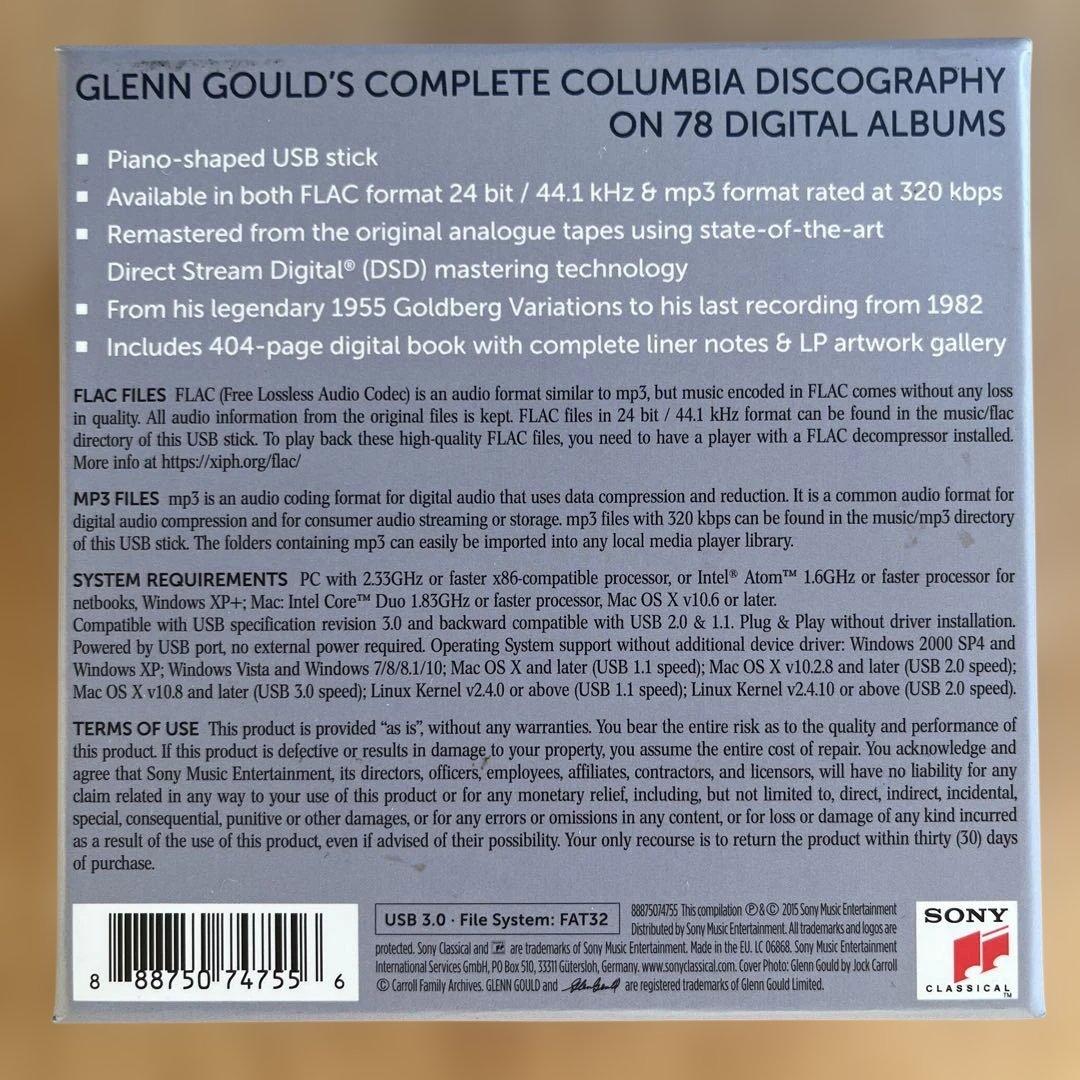 GLENN GOULD'S COMPLETE COLUMBIA DISCOGRAPHY
ON 78 DIGITAL ALBUMS
▪ Piano-shaped USB stick
▪ Available in both FLAC format 24 bit / 44.1 kHz & mp3 format rated at 320 kbps
▪ Remastered from the original analogue tapes using state-of-the-art
Direct Stream Digital® (DSD) mastering technology
▪ From his legendary 1955 Goldberg Variations to his last recording from 1982
▪ Includes 404-page digital book with complete liner notes & LP artwork gallery
FLAC FILES FLAC (Free Lossless Audio Codec) is an audio format similar to mp3, but music encoded in FLAC comes without any loss
in quality. All audio information from the original files is kept. FLAC files in 24 bit / 44.1 kHz format can be found in the music/flac
directory of this USB stick. To play back these high-quality FLAC files, you need to have a player with a FLAC decompressor installed.
More info at https://xiph.org/flac/
MP3 FILES mp3 is an audio coding format for digital audio that uses data compression and reduction. It is a common audio format for
digital audio compression and for consumer audio streaming or storage. mp3 files with 320 kbps can be found in the music/mp3 directory
of this USB stick. The folders containing mp3 can easily be imported into any local media player library.
SYSTEM REQUIREMENTS PC with 2.33GHz or faster x86-compatible processor, or Intel® Atom™ 1.6GHz or faster processor for
netbooks, Windows XP+; Mac: Intel Core™ Duo 1.83GHz or faster processor, Mac OS X v10.6 or later.
Compatible with USB specification revision 3.0 and backward compatible with USB 2.0 & 1.1. Plug & Play without driver installation.
Powered by USB port, no external power required. Operating System support without additional device driver: Windows 2000 SP4 and
Windows XP; Windows Vista and Windows 7/8/8.1/10; Mac OS X and later (USB 1.1 speed); Mac OS X v10.2.8 and later (USB 2.0 speed);
Mac OS X v10.8 and later (USB 3.0 speed); Linux Kernel v2.4.0 or above (USB 1.1 speed); Linux Kernel v2.4.10 or above (USB 2.0 speed).
TERMS OF USE This product is provided “as is”, without any warranties. You bear the entire risk as to the quality and performance of
this product. If this product is defective or results in damage to your property, you assume the entire cost of repair. You acknowledge and
agree that Sony Music Entertainment, its directors, officers, employees, affiliates, contractors, and licensors, will have no liability for any
claim related in any way to your use of this product or for any monetary relief, including, but not limited to, direct, indirect, incidental,
special, consequential, punitive or other damages, or for any errors or omissions in any content, or for loss or damage of any kind incurred
as a result of the use of this product, even if advised of their possibility. Your only recourse is to return the product within thirty (30) days
of purchase.
8 88750 74755 6
USB 3.0 · File System: FAT32
88875074755 This compilation ℗&© 2015 Sony Music Entertainment
Distributed by Sony Music Entertainment. All trademarks and logos are
protected. Sony Classical and are trademarks of Sony Music Entertainment. Made in the EU. LC 06868. Sony Music Entertainment
International Services GmbH, PO Box 510, 33311 Gütersloh, Germany. www.sonyclassical.com. Cover Photo: Glenn Gould by Jock Carroll
© Carroll Family Archives. GLENN GOULD and Glenn Gould are registered trademarks of Glenn Gould Limited.
SONY
CLASSICAL™